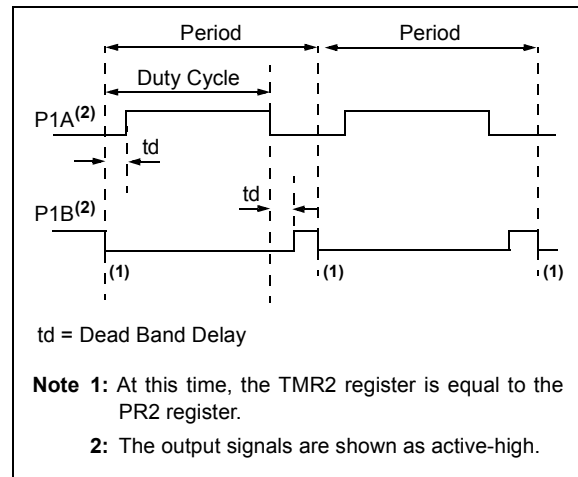 Period Period
Duty Cycle
P1A(2)
td
td
P1B(2)
(1) (1) (1)
td = Dead Band Delay
Note 1: At this time, the TMR2 register is equal to the
PR2 register.
2: The output signals are shown as active-high.